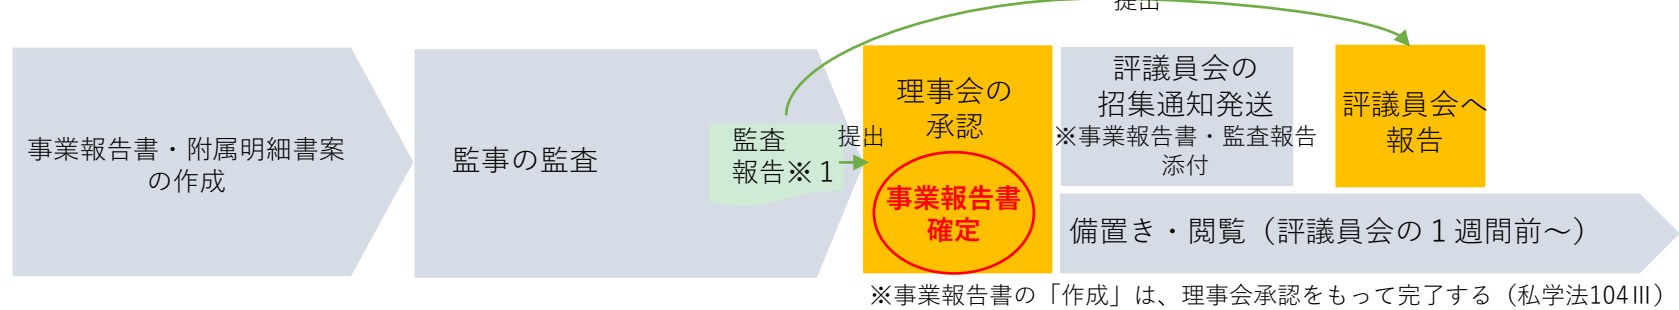 提出
事業報告書・附属明細書案
の作成
監事の監査
監査
報告※１
提出
理事会の
承認
事業報告書
確定
評議員会の
招集通知発送
※事業報告書・監査報告
添付
評議員会へ
報告
備置き・閲覧（評議員会の１週間前～）
※事業報告書の「作成」は、理事会承認をもって完了する（私学法104Ⅲ）